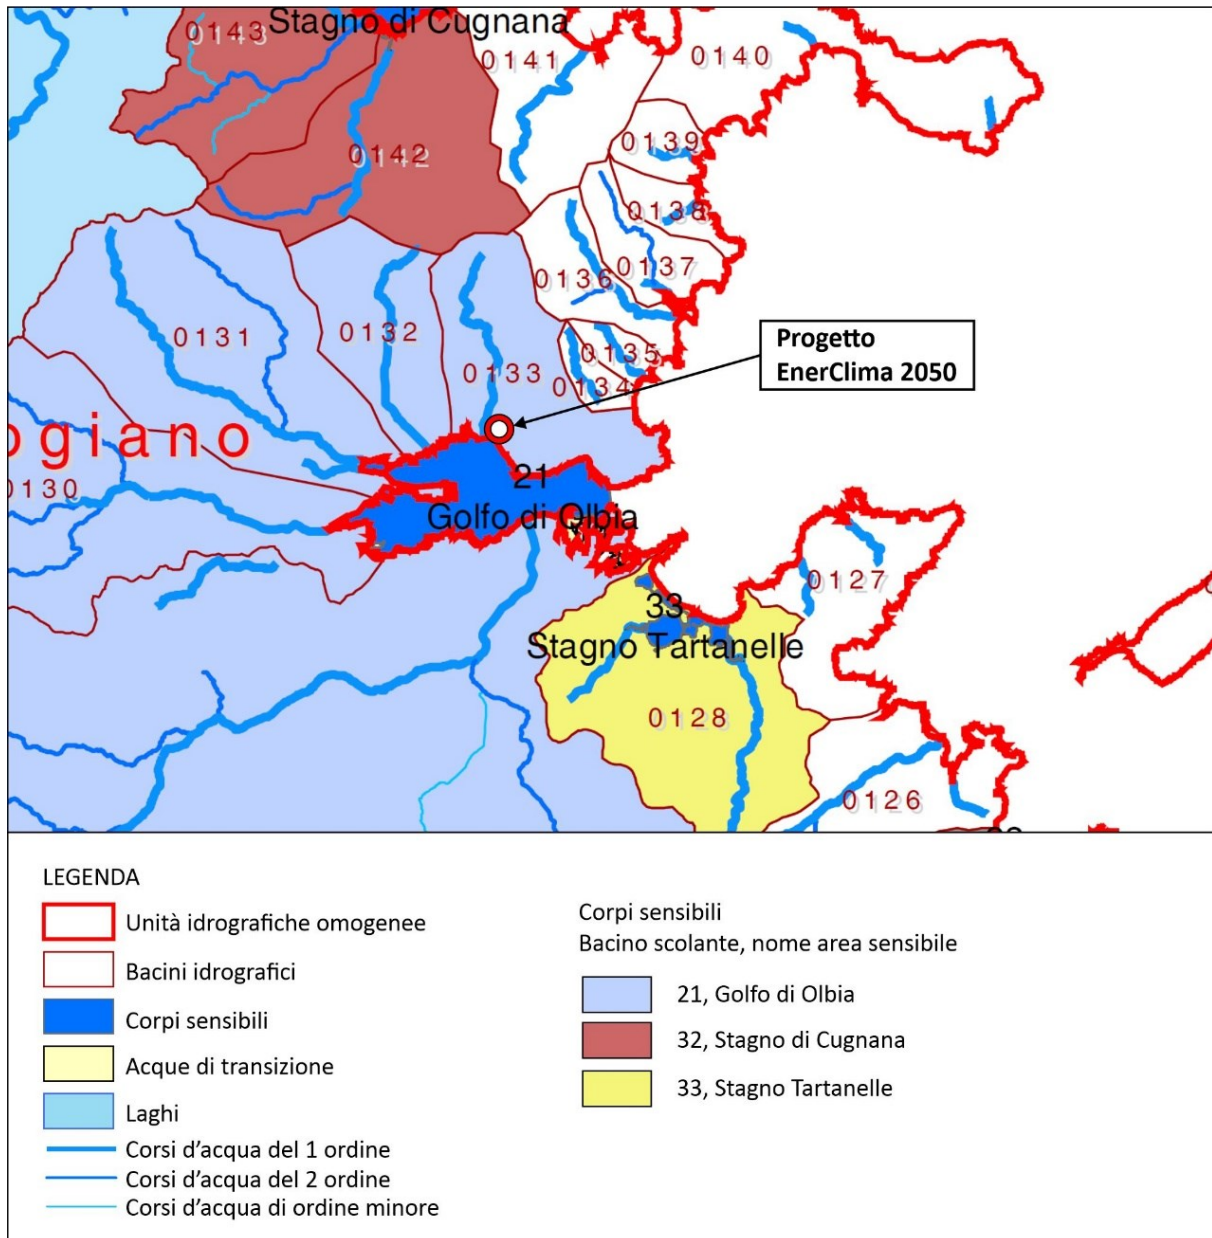 Stagno di Cugnana
0143
0141
0140
0142
0139
0138
0137
0136
0131
0132
0133
0135
0134
Progetto
EnerClima 2050
ogiano
0130
21
Golfo di Olbia
0127
33
Stagno Tartanelle
0128
0126
LEGENDA
Unità idrografiche omogenee
Bacini idrografici
Corpi sensibili
Acque di transizione
Laghi
Corsi d'acqua del 1 ordine
Corsi d'acqua del 2 ordine
Corsi d'acqua di ordine minore
Corpi sensibili
Bacino scolante, nome area sensibile
21, Golfo di Olbia
32, Stagno di Cugnana
33, Stagno Tartanelle